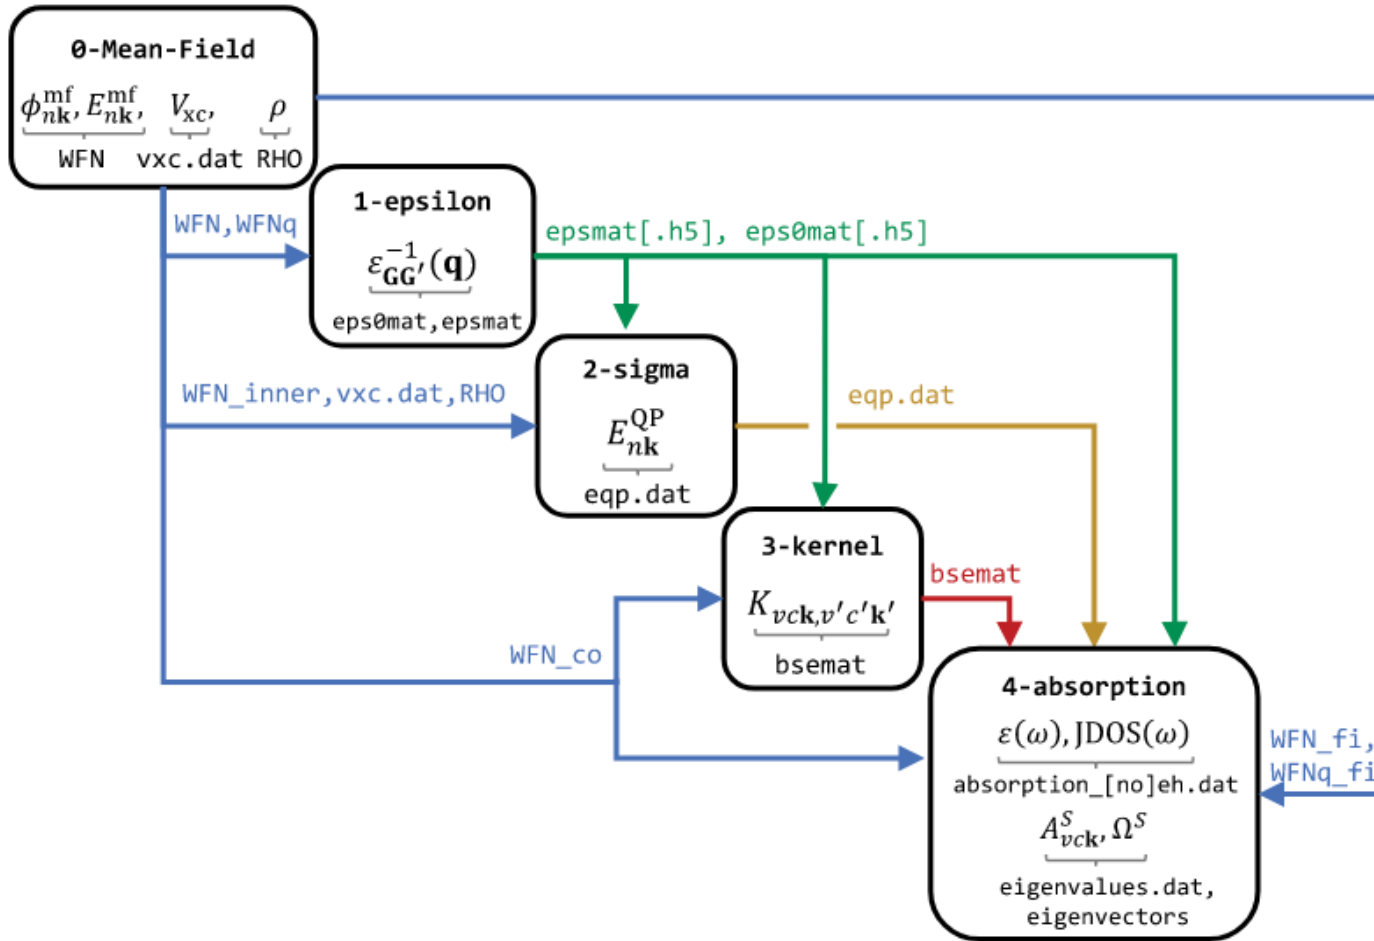 0-Mean-Field
ϕ^mf_nk, E^mf_nk, V_xc, ρ
WFN vxc.dat RHO
1-epsilon
WFN,WFNq
ε^−1_GG′(q)
eps0mat,epsmat
epsmat[.h5], eps0mat[.h5]
2-sigma
WFN_inner,vxc.dat,RHO
E^QP_nk
eqp.dat
eqp.dat
3-kernel
K_vck,v′c′k′
bsemat
bsemat
WFN_co
4-absorption
ε(ω), JDOS(ω)
absorption_[no]eh.dat
A^S_vck, Ω^S
eigenvalues.dat,
eigenvectors
WFN_fi,
WFNq_fi